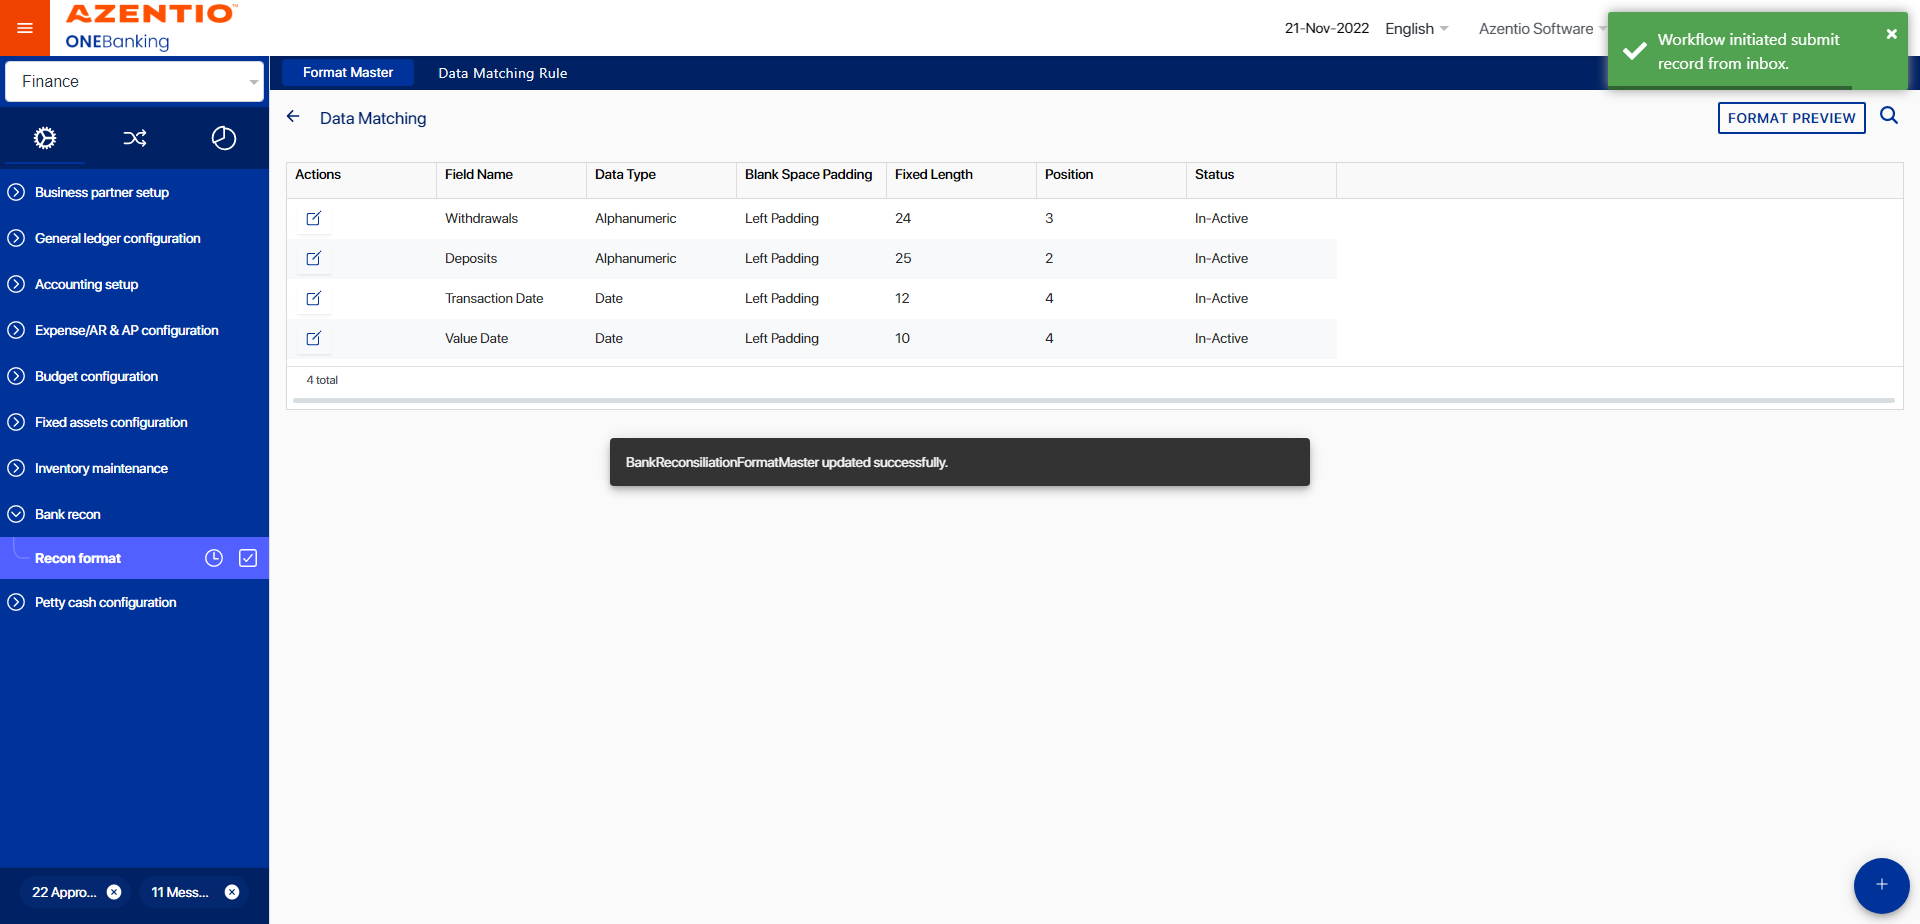 AZENTIO™
ONEBanking
21-Nov-2022
English
Azentio Software
Workflow initiated submit
record from inbox.
Finance
Format Master
Data Matching Rule
Data Matching
FORMAT PREVIEW
Business partner setup
General ledger configuration
Accounting setup
Expense/AR & AP configuration
Budget configuration
Fixed assets configuration
Inventory maintenance
Bank recon
Recon format
Petty cash configuration
22 Appro...
11 Mess...
Actions Field Name Data Type Blank Space Padding Fixed Length Position Status
Withdrawals Alphanumeric Left Padding 24 3 In-Active
Deposits Alphanumeric Left Padding 25 2 In-Active
Transaction Date Date Left Padding 12 4 In-Active
Value Date Date Left Padding 10 4 In-Active
4 total
BankReconsiliationFormatMaster updated successfully.